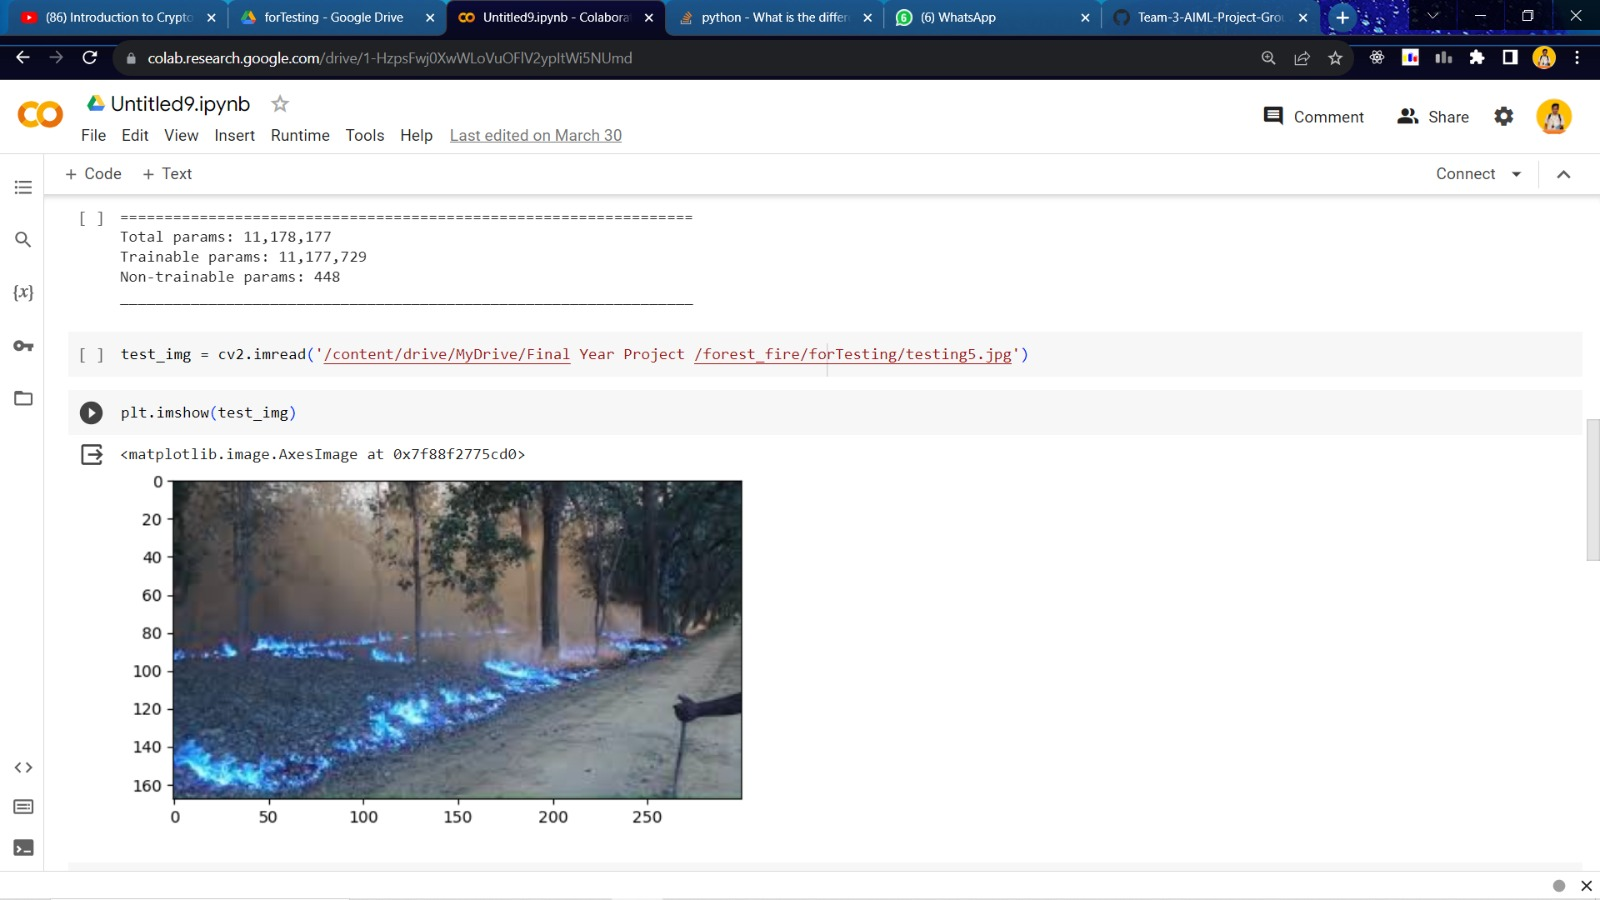 (86) Introduction to Crypto
forTesting - Google Drive
Untitled9.ipynb - Colabora
python - What is the differ
6
(6) WhatsApp
Team-3-AIML-Project-Gro
colab.research.google.com/drive/1-HzpsFwj0XwWLoVuOFlV2ypItWi5NUmd
Untitled9.ipynb
Comment
Share
File Edit View Insert Runtime Tools Help Last edited on March 30
+ Code + Text
Connect
[ ] =================================================================
Total params: 11,178,177
Trainable params: 11,177,729
Non-trainable params: 448
_________________________________________________________________
{x}
[ ] test_img = cv2.imread('/content/drive/MyDrive/Final Year Project /forest_fire/forTesting/testing5.jpg')
plt.imshow(test_img)
<matplotlib.image.AxesImage at 0x7f88f2775cd0>
0
20
40
60
80
100
120
140
160
0 50 100 150 200 250